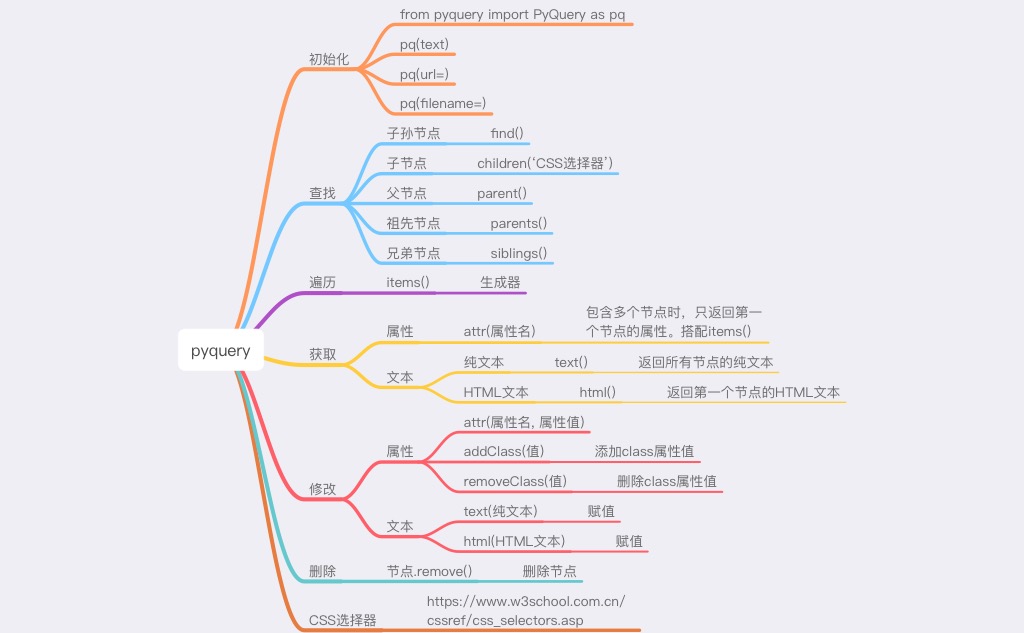 from pyquery import PyQuery as pq
pq(text)
初始化
pq(url=)
pq(filename=)
子孙节点 find()
子节点 children(‘CSS选择器’)
查找 父节点 parent()
祖先节点 parents()
兄弟节点 siblings()
遍历 items() 生成器
包含多个节点时，只返回第一
属性 attr(属性名) 个节点的属性。搭配items()
pyquery
获取
纯文本 text() 返回所有节点的纯文本
文本
HTML文本 html() 返回第一个节点的HTML文本
attr(属性名, 属性值)
属性 addClass(值) 添加class属性值
removeClass(值) 删除class属性值
修改
text(纯文本) 赋值
文本
html(HTML文本) 赋值
删除 节点.remove() 删除节点
https://www.w3school.com.cn/
CSS选择器 cssref/css_selectors.asp